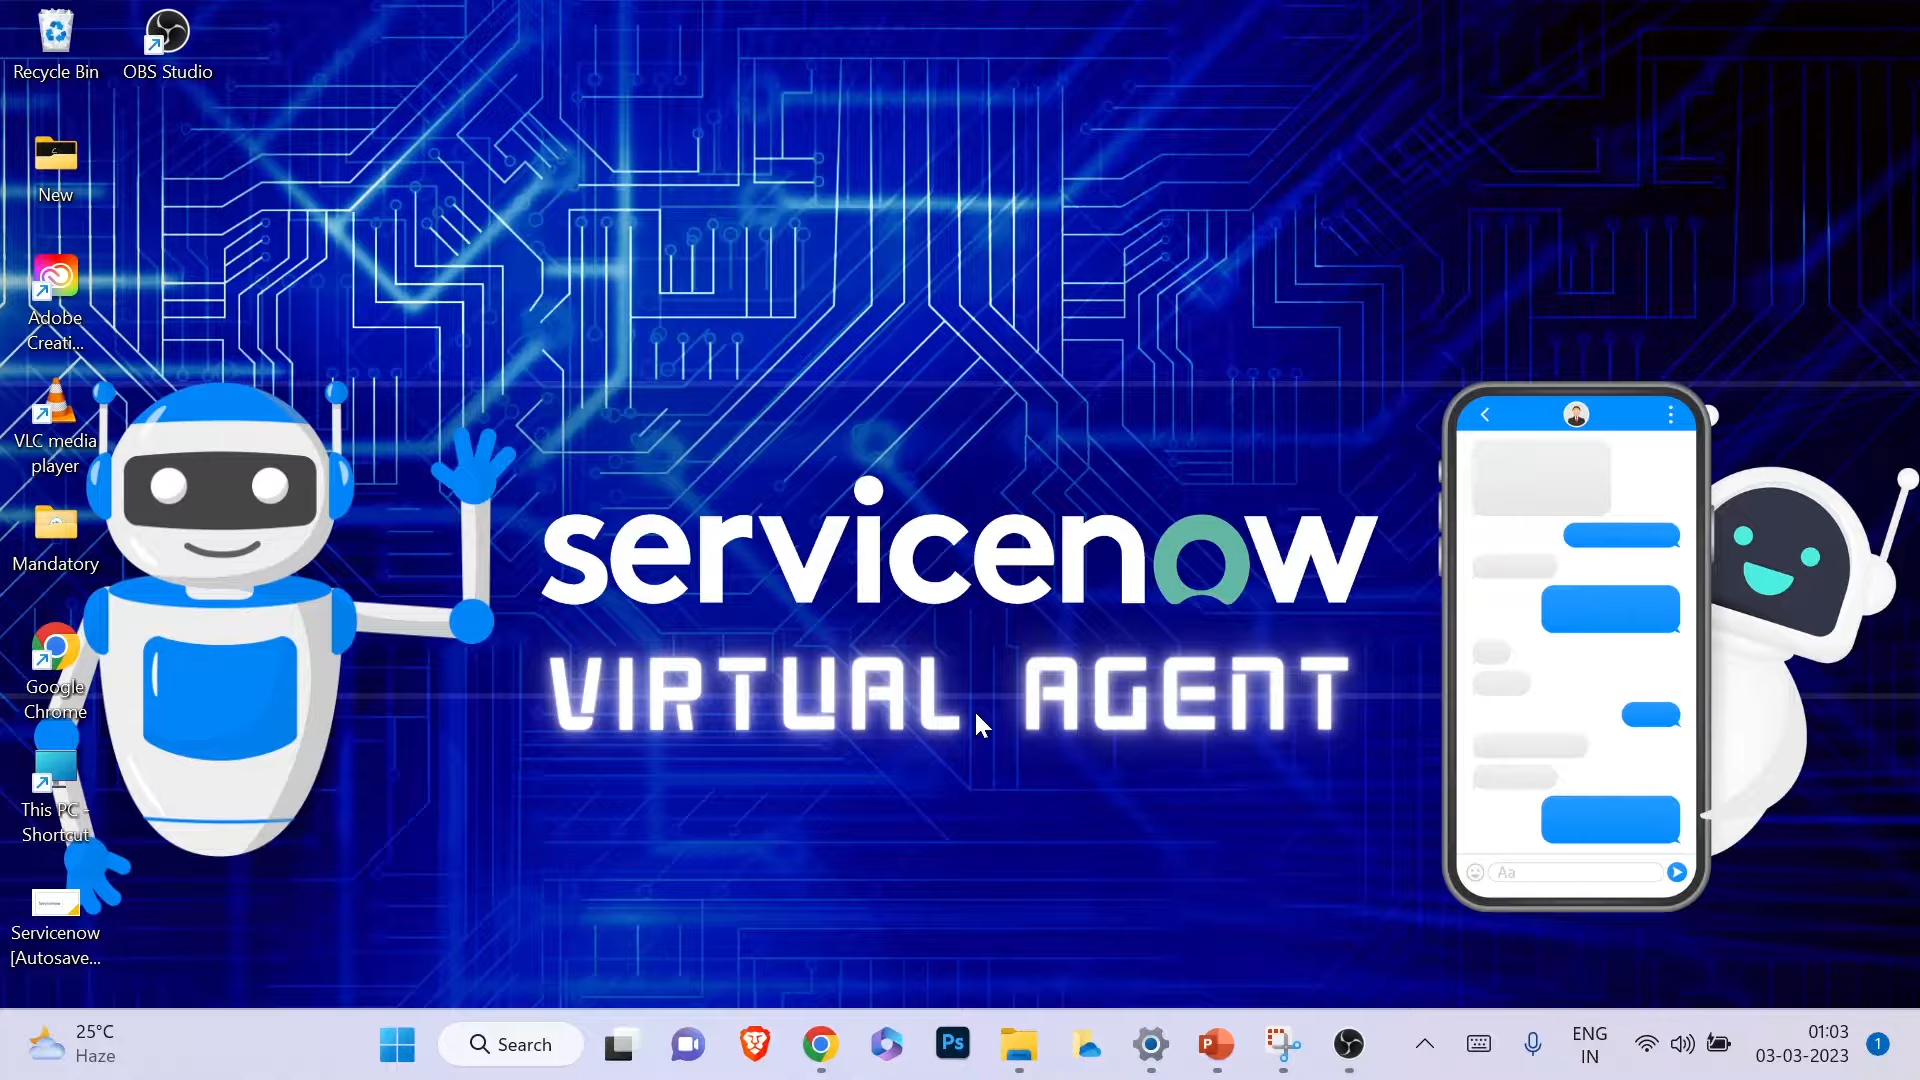 Recycle Bin
OBS Studio
New
Adobe
Creati...
VLC media
player
Mandatory
Google
Chrome
This PC -
Shortcut
Servicenow
[Autosave...
servicenow
VIRTUAL AGENT
Aa
25°C
Haze
Search
Ps
P
ENG
IN
01:03
03-03-2023
1